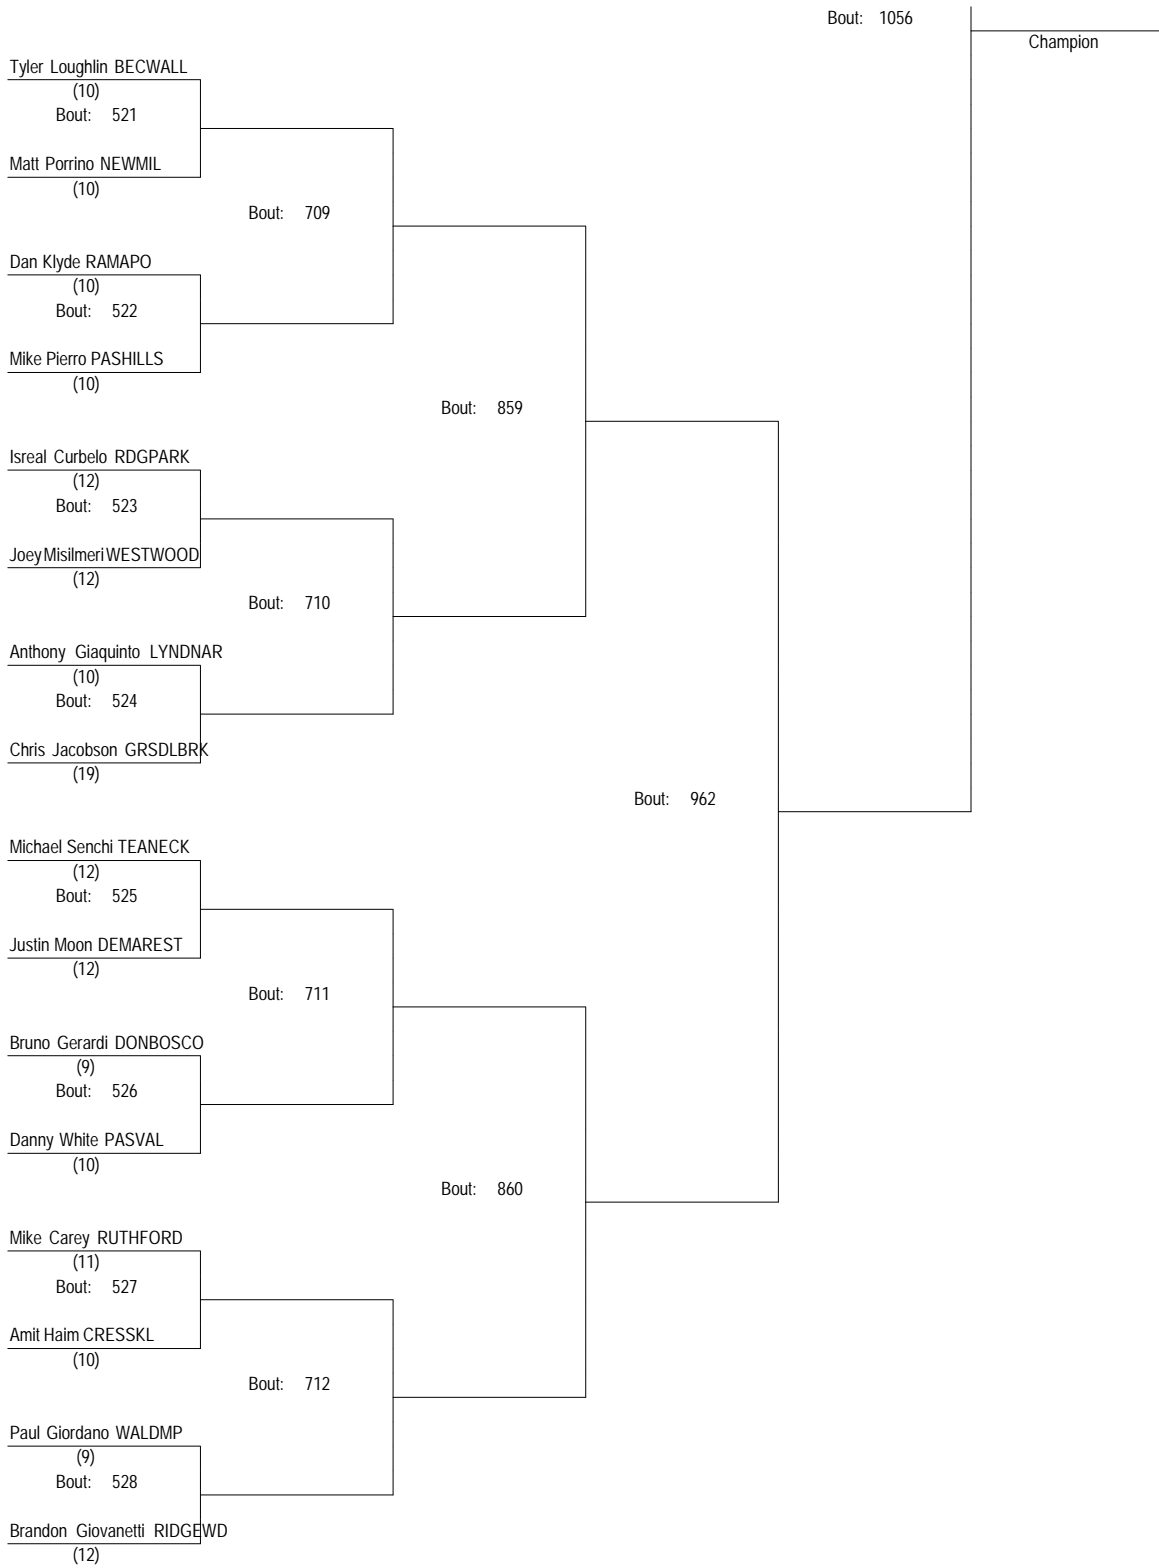 Bout: 1056
Champion
Tyler Loughlin BECWALL
(10)
Bout: 521
Matt Porrino NEWMIL
(10)
Bout: 709
Dan Klyde RAMAPO
(10)
Bout: 522
Mike Pierro PASHILLS
(10)
Bout: 859
Isreal Curbelo RDGPARK
(12)
Bout: 523
Joey Misilmeri WESTWOOD
(12)
Bout: 710
Anthony Giaquinto LYNDNAR
(10)
Bout: 524
Chris Jacobson GRSDLBRK
(19)
Bout: 962
Michael Senchi TEANECK
(12)
Bout: 525
Justin Moon DEMAREST
(12)
Bout: 711
Bruno Gerardi DONBOSCO
(9)
Bout: 526
Danny White PASVAL
(10)
Bout: 860
Mike Carey RUTHFORD
(11)
Bout: 527
Amit Haim CRESSKL
(10)
Bout: 712
Paul Giordano WALDMP
(9)
Bout: 528
Brandon Giovanetti RIDGEWD
(12)